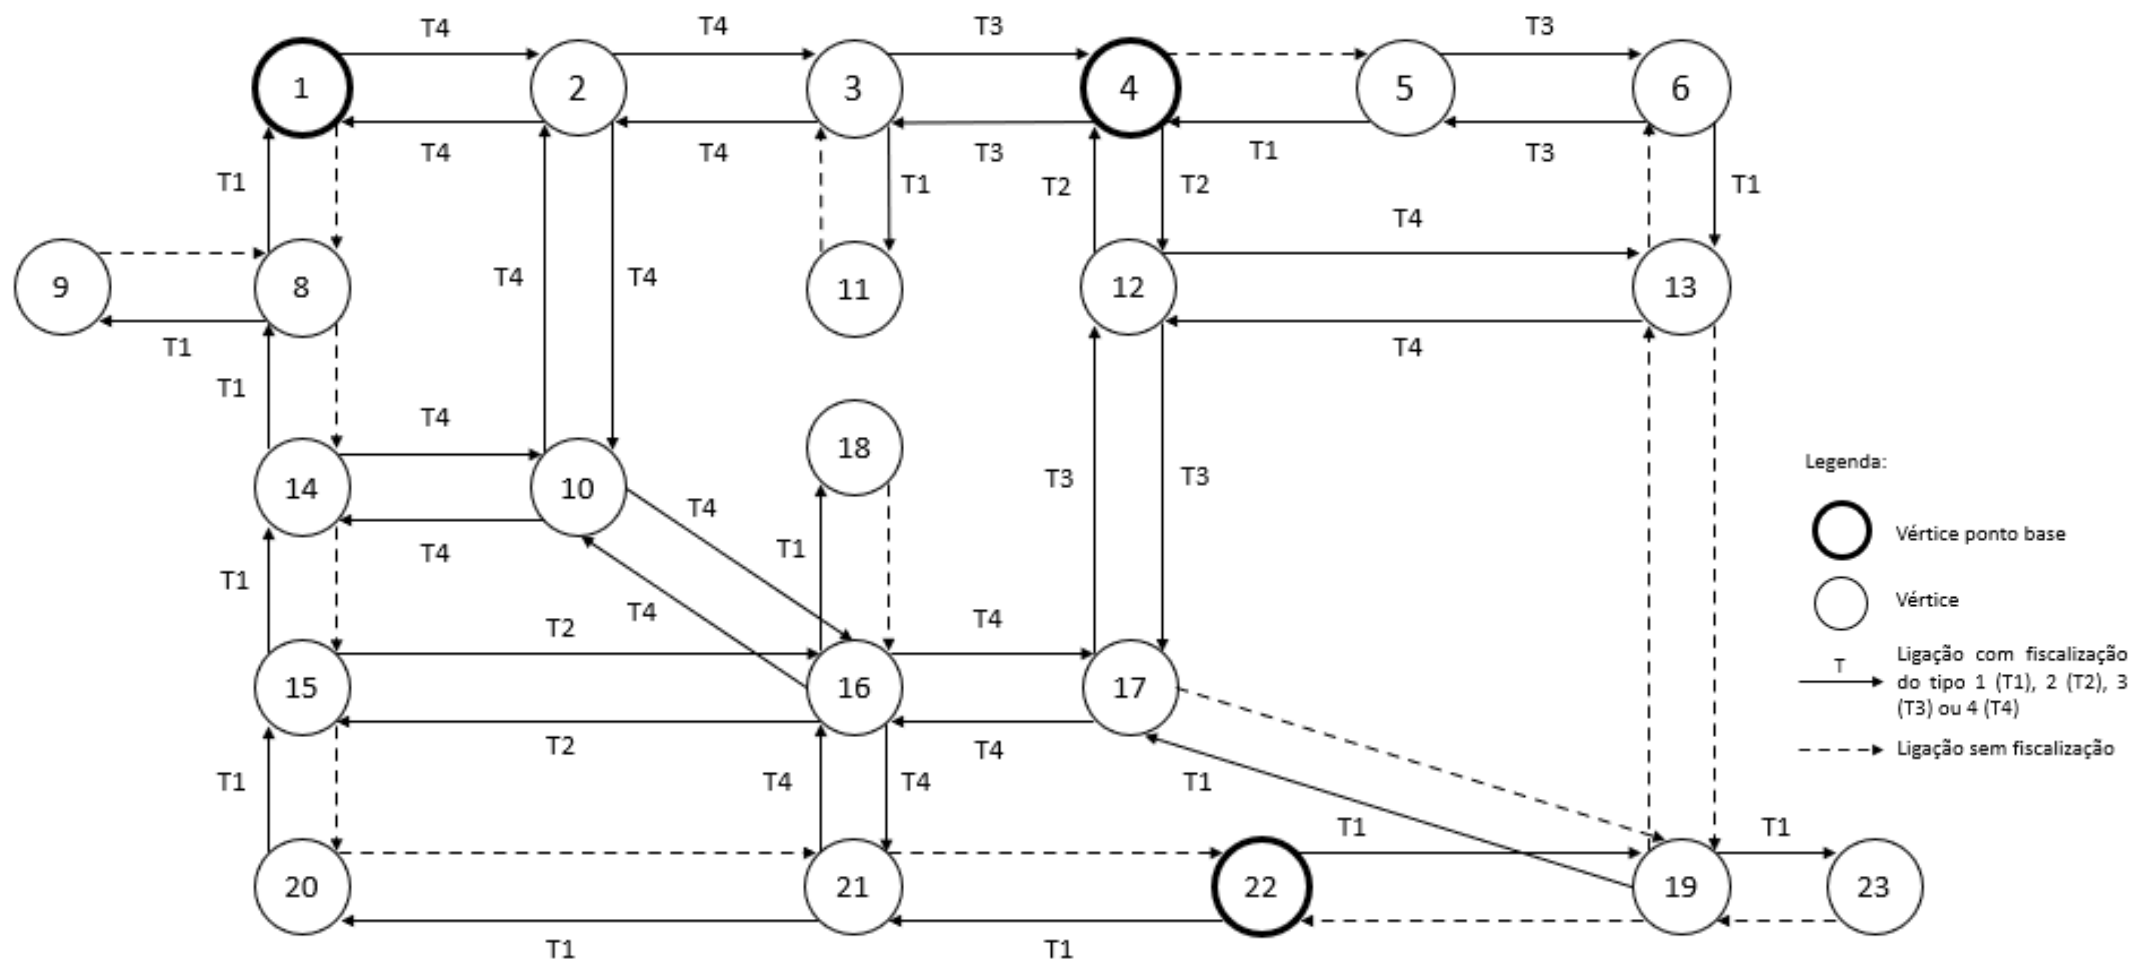 T4 T4 T3 T3
1 2 3 4 5 6
T4 T4 T3 T1 T3
T1 T1 T2 T2 T1
T4
9 8 T4 T4 11 12 13
T1 T4
T1
T4
18 Legenda:
14 10 T4 T3 T3
Vértice ponto base
T4 T1
T1 Vértice
T2 T4 T4
Ligação com fiscalização
T do tipo 1 (T1), 2 (T2), 3
15 16 17 (T3) ou 4 (T4)
T2 T4 Ligação sem fiscalização
T1 T4 T4 T1
T1 T1
20 21 22 19 23
T1 T1